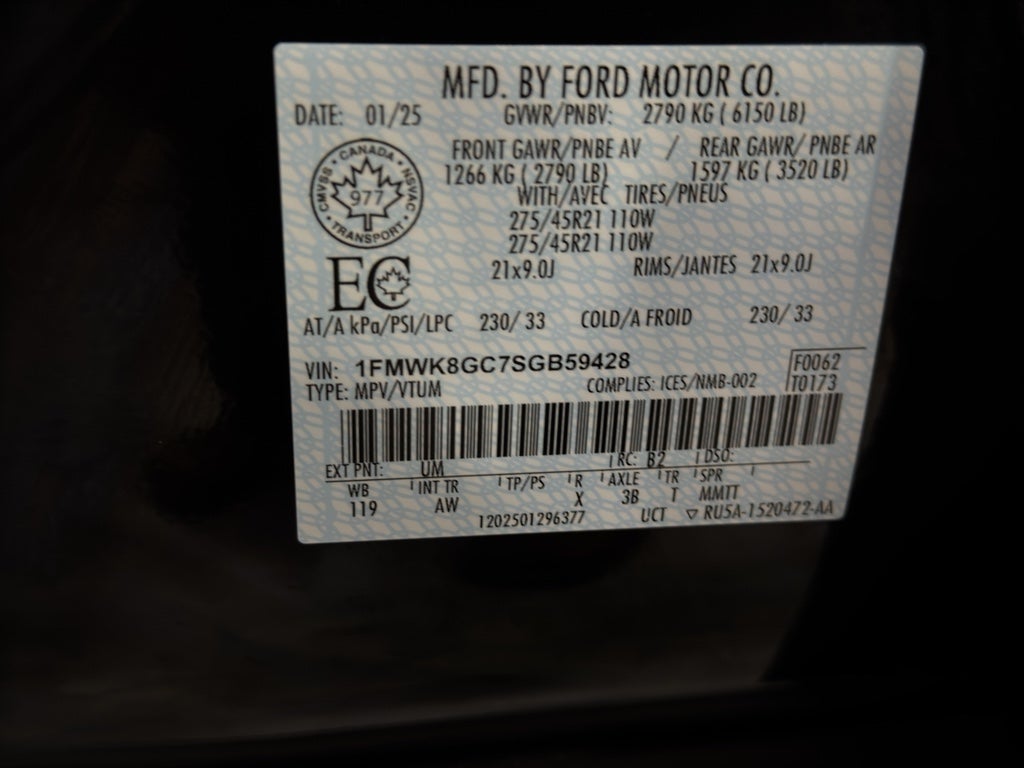 MFD. BY FORD MOTOR CO.
DATE: 01/25 GVWR/PNBV: 2790 KG ( 6150 LB)
FRONT GAWR/PNBE AV / REAR GAWR/ PNBE AR
1266 KG ( 2790 LB) 1597 KG ( 3520 LB)
WITH/AVEC TIRES/PNEUS
275/45R21 110W
275/45R21 110W
21x9.0J RIMS/JANTES 21x9.0J
CANADA
CMVSS NSVAC
977
TRANSPORT
EC
AT/A kPa/PSI/LPC 230/ 33 COLD/A FROID 230/ 33
VIN: 1FMWK8GC7SGB59428 F0062
TYPE: MPV/VTUM COMPLIES: ICES/NMB-002 T0173
EXT PNT: UM RC: B2 DSO:
WB INT TR TP/PS R AXLE TR SPR
119 AW X 3B T MMTT
1202501296377 UCT ▽ RU5A-1520472-AA